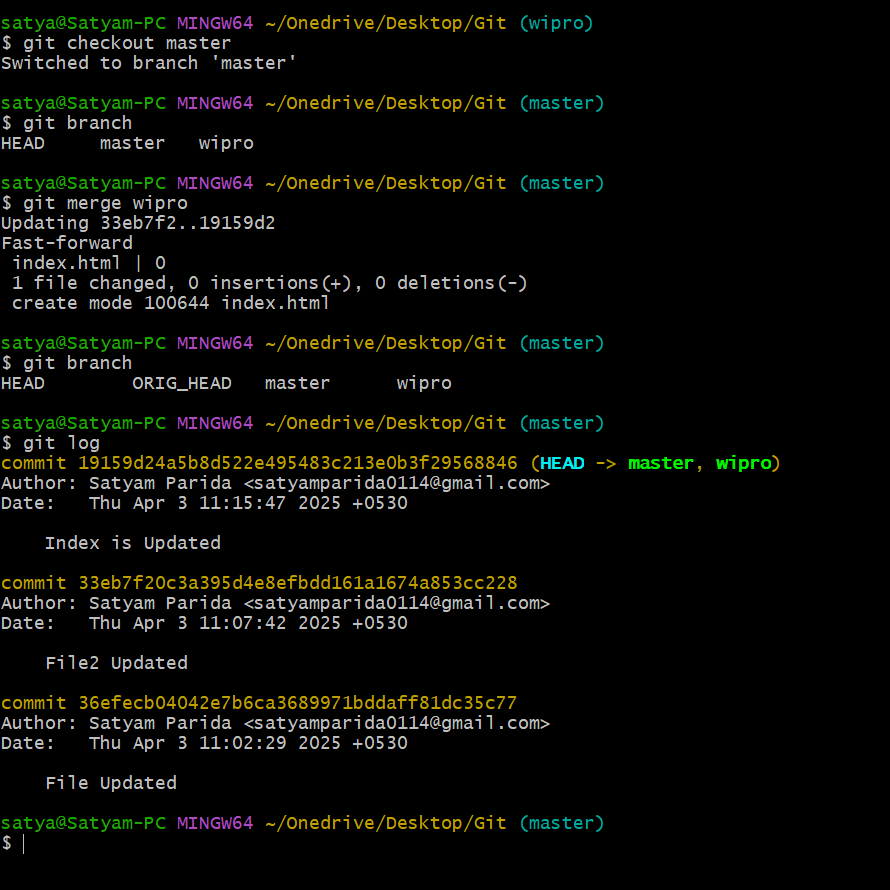 satya@Satyam-PC MINGW64 ~/Onedrive/Desktop/Git (wipro)
$ git checkout master
Switched to branch 'master'
satya@Satyam-PC MINGW64 ~/Onedrive/Desktop/Git (master)
$ git branch
HEAD     master   wipro
satya@Satyam-PC MINGW64 ~/Onedrive/Desktop/Git (master)
$ git merge wipro
Updating 33eb7f2..19159d2
Fast-forward
 index.html | 0
 1 file changed, 0 insertions(+), 0 deletions(-)
 create mode 100644 index.html
satya@Satyam-PC MINGW64 ~/Onedrive/Desktop/Git (master)
$ git branch
HEAD        ORIG_HEAD   master      wipro
satya@Satyam-PC MINGW64 ~/Onedrive/Desktop/Git (master)
$ git log
commit 19159d24a5b8d522e495483c213e0b3f29568846 (HEAD -> master, wipro)
Author: Satyam Parida <satyamparida0114@gmail.com>
Date:   Thu Apr 3 11:15:47 2025 +0530
    Index is Updated
commit 33eb7f20c3a395d4e8efbdd161a1674a853cc228
Author: Satyam Parida <satyamparida0114@gmail.com>
Date:   Thu Apr 3 11:07:42 2025 +0530
    File2 Updated
commit 36efecb04042e7b6ca3689971bddaff81dc35c77
Author: Satyam Parida <satyamparida0114@gmail.com>
Date:   Thu Apr 3 11:02:29 2025 +0530
    File Updated
satya@Satyam-PC MINGW64 ~/Onedrive/Desktop/Git (master)
$